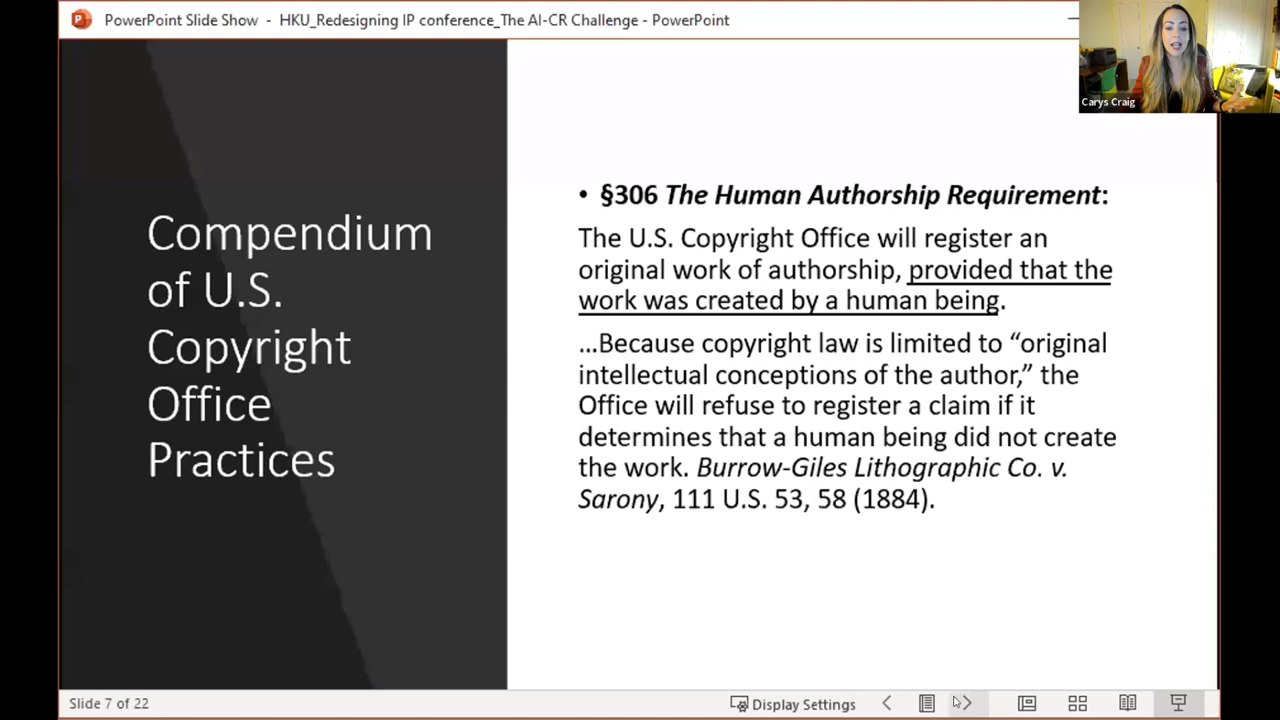 PowerPoint Slide Show - HKU_Redesigning IP conference_The AI-CR Challenge - PowerPoint
Carys Craig
Compendium
of U.S.
Copyright
Office
Practices
• §306 The Human Authorship Requirement:
The U.S. Copyright Office will register an
original work of authorship, provided that the
work was created by a human being.
…Because copyright law is limited to “original
intellectual conceptions of the author,” the
Office will refuse to register a claim if it
determines that a human being did not create
the work. Burrow-Giles Lithographic Co. v.
Sarony, 111 U.S. 53, 58 (1884).
Slide 7 of 22
Display Settings